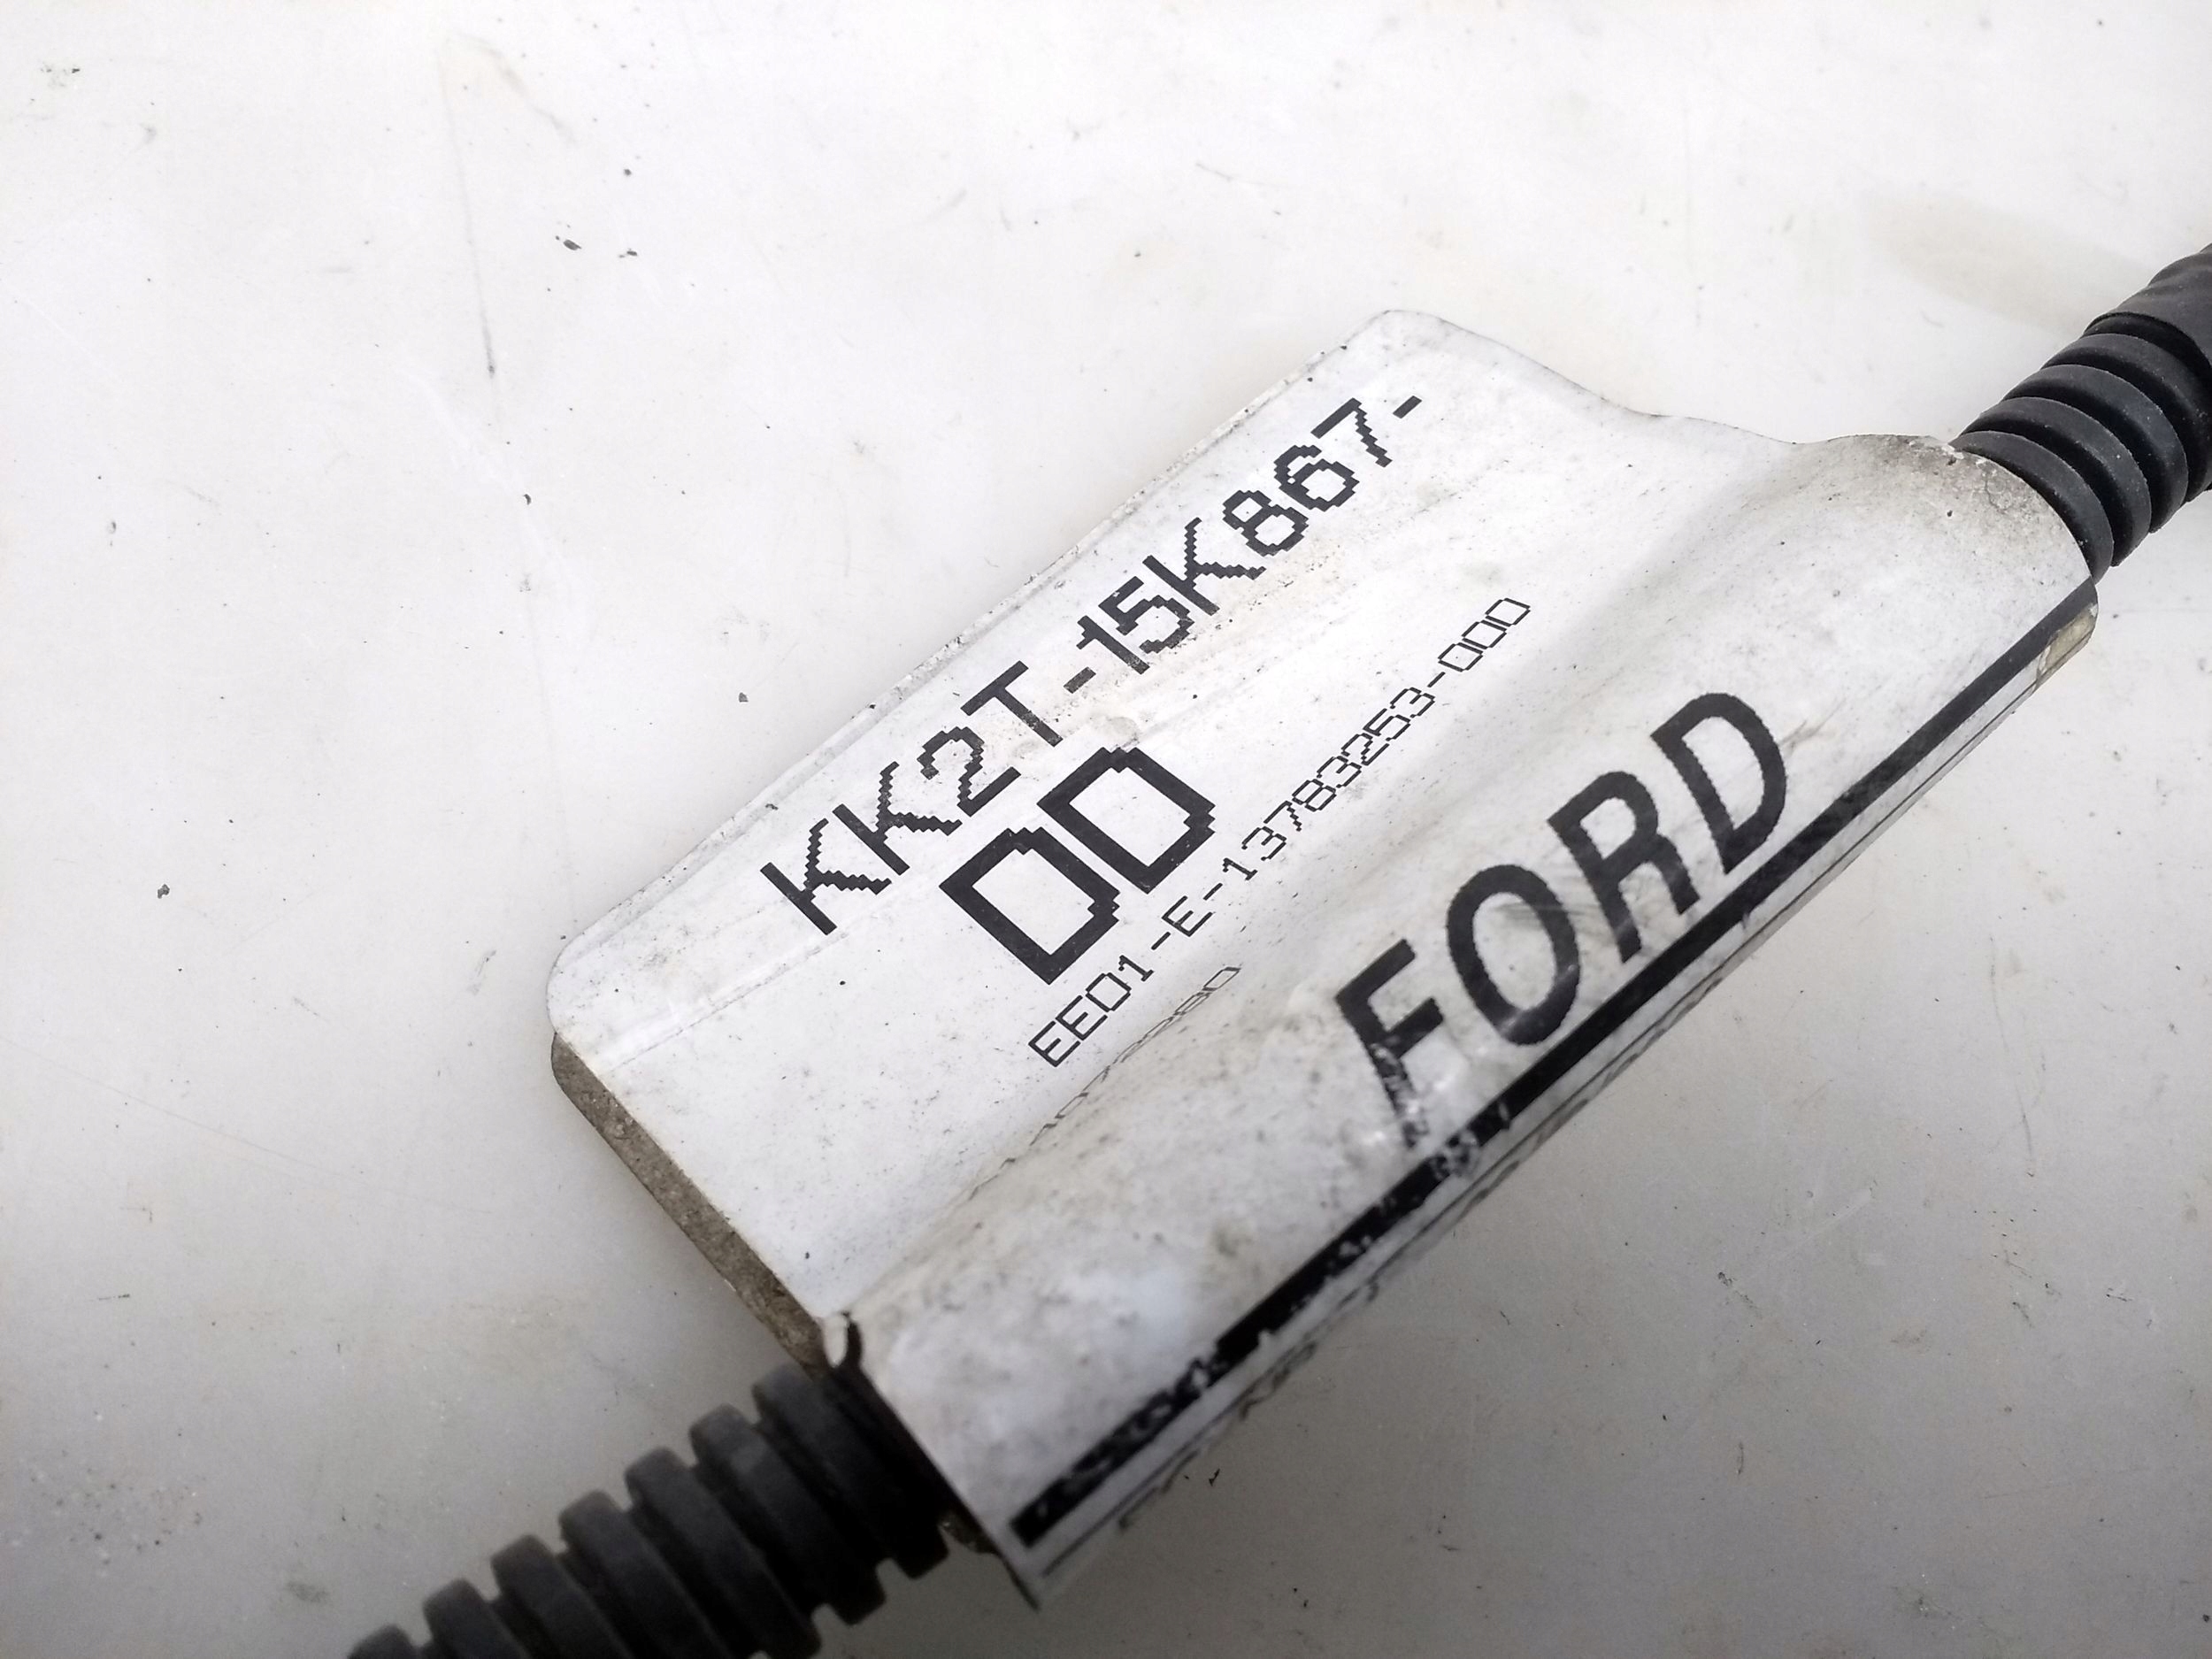 KK2T-15K867-
DD
EE01-E-13783253-000
FORD